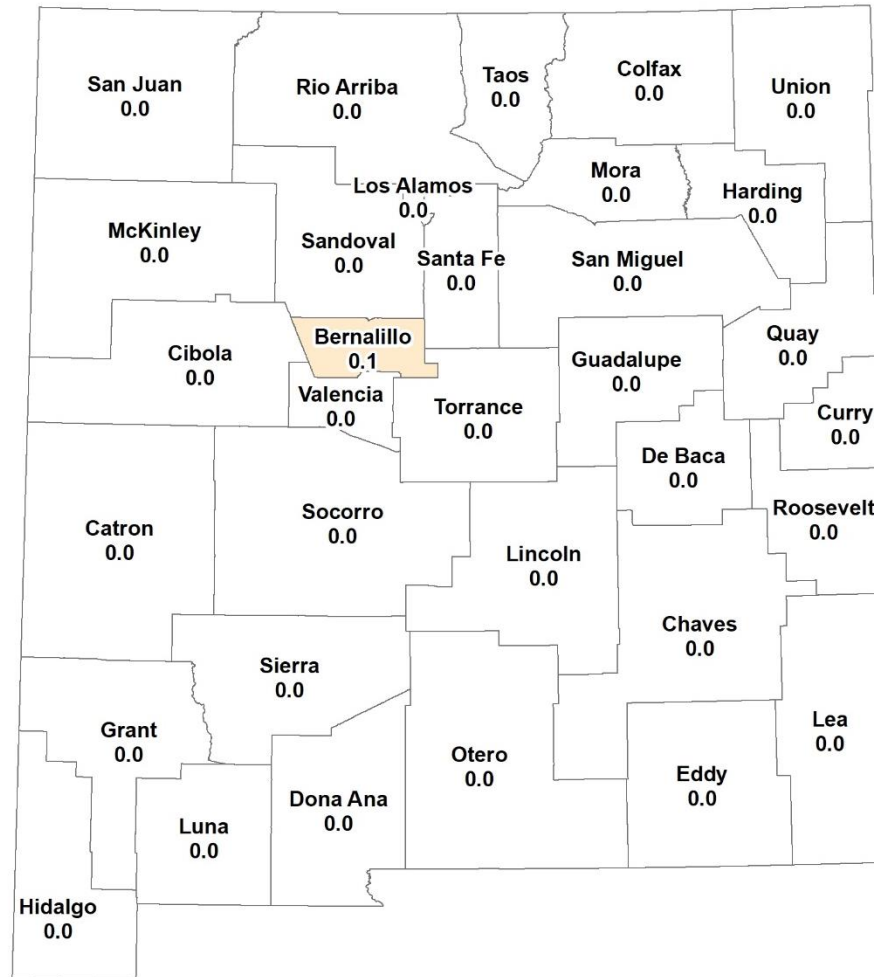 San Juan
0.0
Rio Arriba
0.0
Taos
0.0
Colfax
0.0
Union
0.0
Los Alamos
0.0
Mora
0.0
Harding
0.0
McKinley
0.0
Sandoval
0.0
Santa Fe
0.0
San Miguel
0.0
Bernalillo
0.1
Cibola
0.0
Valencia
0.0
Torrance
0.0
Guadalupe
0.0
Quay
0.0
Curry
0.0
De Baca
0.0
Roosevelt
0.0
Catron
0.0
Socorro
0.0
Lincoln
0.0
Chaves
0.0
Sierra
0.0
Grant
0.0
Otero
0.0
Lea
0.0
Eddy
0.0
Dona Ana
0.0
Luna
0.0
Hidalgo
0.0